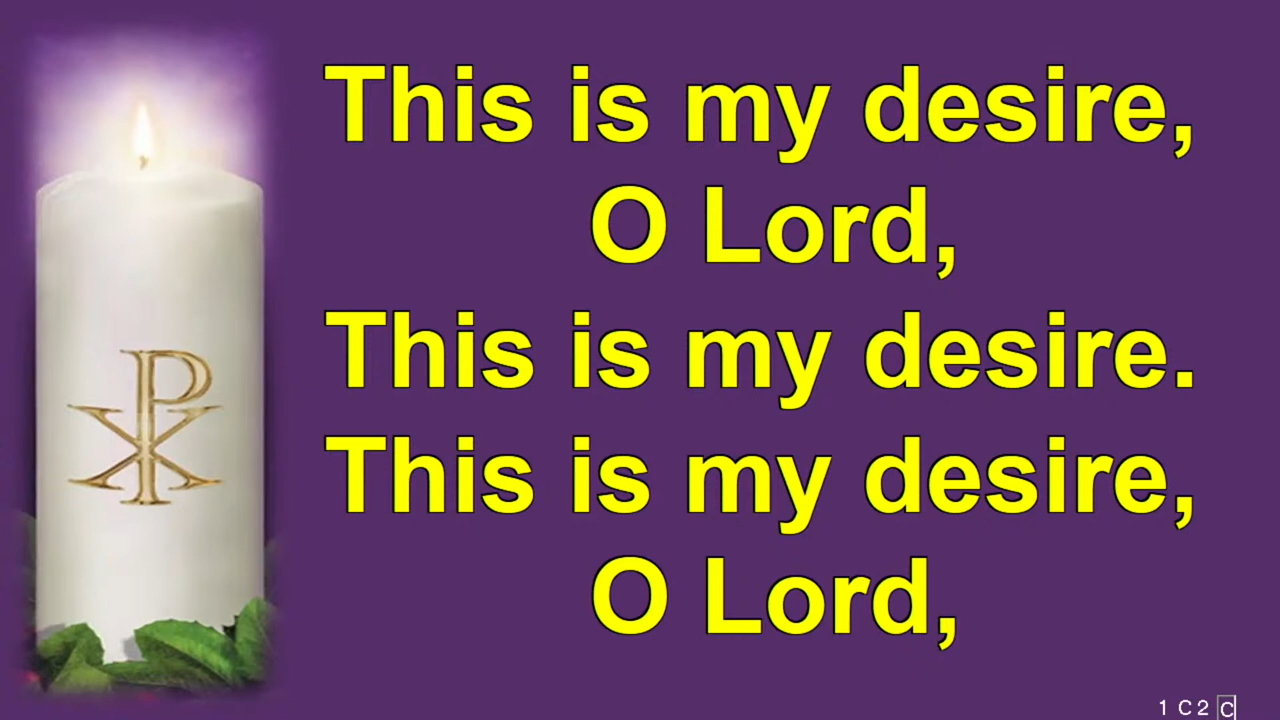 This is my desire,
O Lord,
This is my desire.
This is my desire,
O Lord,
1 C 2 C